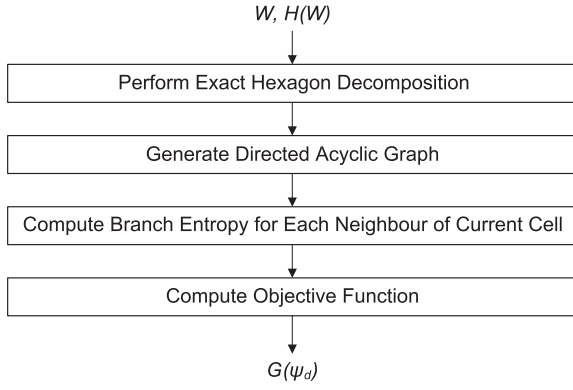 W, H(W)
Perform Exact Hexagon Decomposition
Generate Directed Acyclic Graph
Compute Branch Entropy for Each Neighbour of Current Cell
Compute Objective Function
G(ψd)